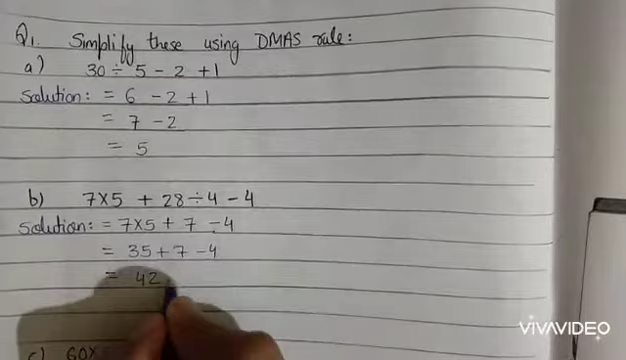 Q1. Simplify these using DMAS rule:
a) 30 ÷ 5 - 2 + 1
Solution: = 6 - 2 + 1
= 7 - 2
= 5
b) 7×5 + 28 ÷ 4 - 4
Solution: = 7×5 + 7 - 4
= 35 + 7 - 4
= 42
c) 60×
VIVAVIDEO